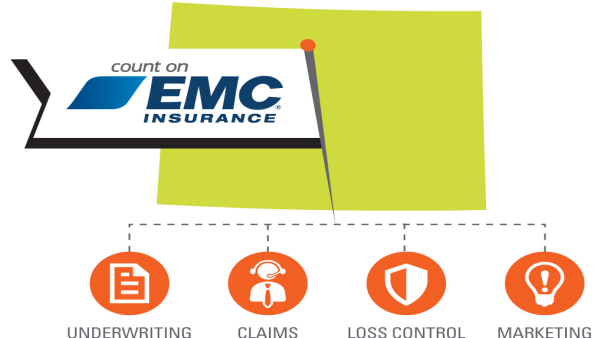 count on
EMC®
INSURANCE
UNDERWRITING
CLAIMS
LOSS CONTROL
MARKETING